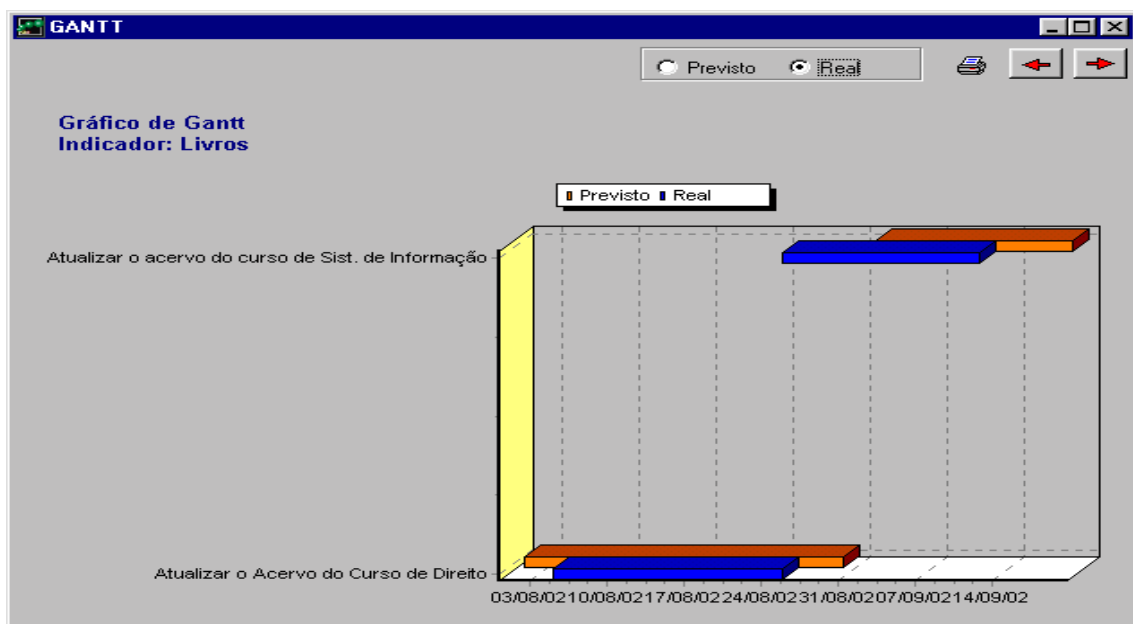 GANTT
Previsto Real
Gráfico de Gantt
Indicador: Livros
Previsto Real
Atualizar o acervo do curso de Sist. de Informação
Atualizar o Acervo do Curso de Direito
03/08/0210/08/0217/08/0224/08/0231/08/0207/09/0214/09/02